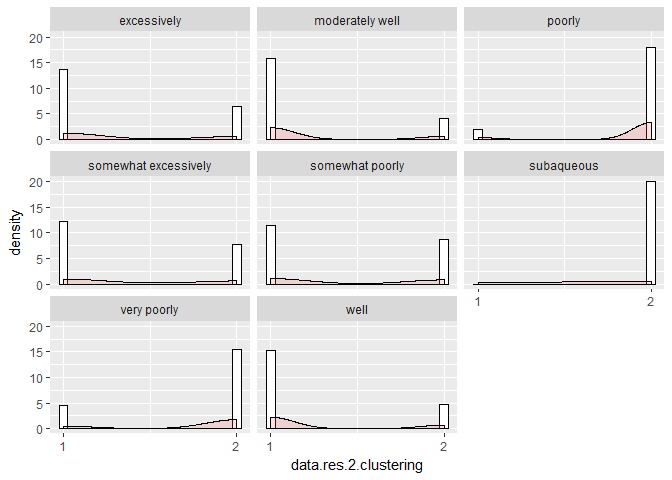 excessively
moderately well
poorly
20
15
10
5
0
somewhat excessively
somewhat poorly
subaqueous
20
15
10
5
0
density
very poorly
well
1
2
20
15
10
5
0
1
2
1
2
data.res.2.clustering